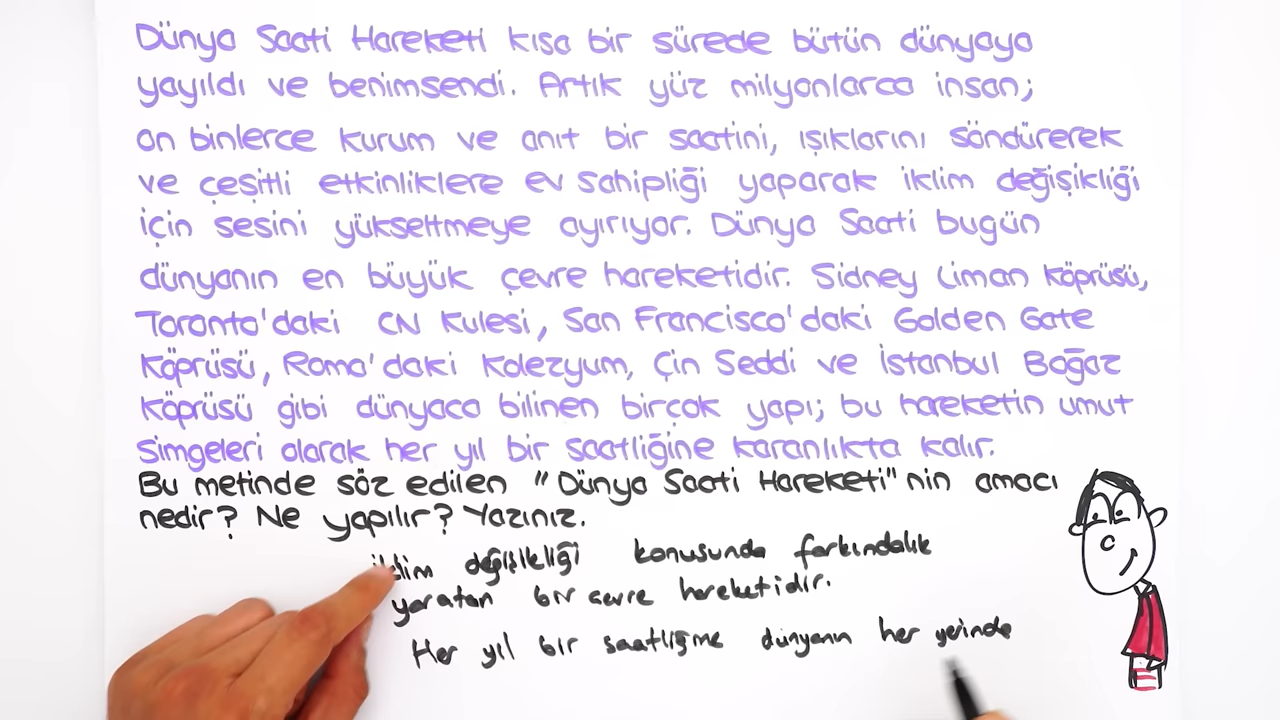 Dünya Saati Hareketi kısa bir sürede bütün dünyaya
yayıldı ve benimsendi. Artık yüz milyonlarca insan;
on binlerce kurum ve anıt bir saatini, ışıklarını söndürerek
ve çeşitli etkinliklere ev sahipliği yaparak iklim değişikliği
için sesini yükseltmeye ayırıyor. Dünya Saati bugün
dünyanın en büyük çevre hareketidir. Sidney Liman Köprüsü,
Toronto'daki CN Kulesi, San Francisco'daki Golden Gate
Köprüsü, Roma'daki Kolezyum, Çin Seddi ve İstanbul Boğaz
Köprüsü gibi dünyaca bilinen birçok yapı; bu hareketin umut
simgeleri olarak her yıl bir saatliğine karanlıkta kalır.
Bu metinde söz edilen "Dünya Saati Hareketi"nin amacı
nedir? Ne yapılır? Yazınız.
iklim değişikliği konusunda farkındalık
yaratan bir çevre hareketidir.
Her yıl bir saatliğine dünyanın her yerinde